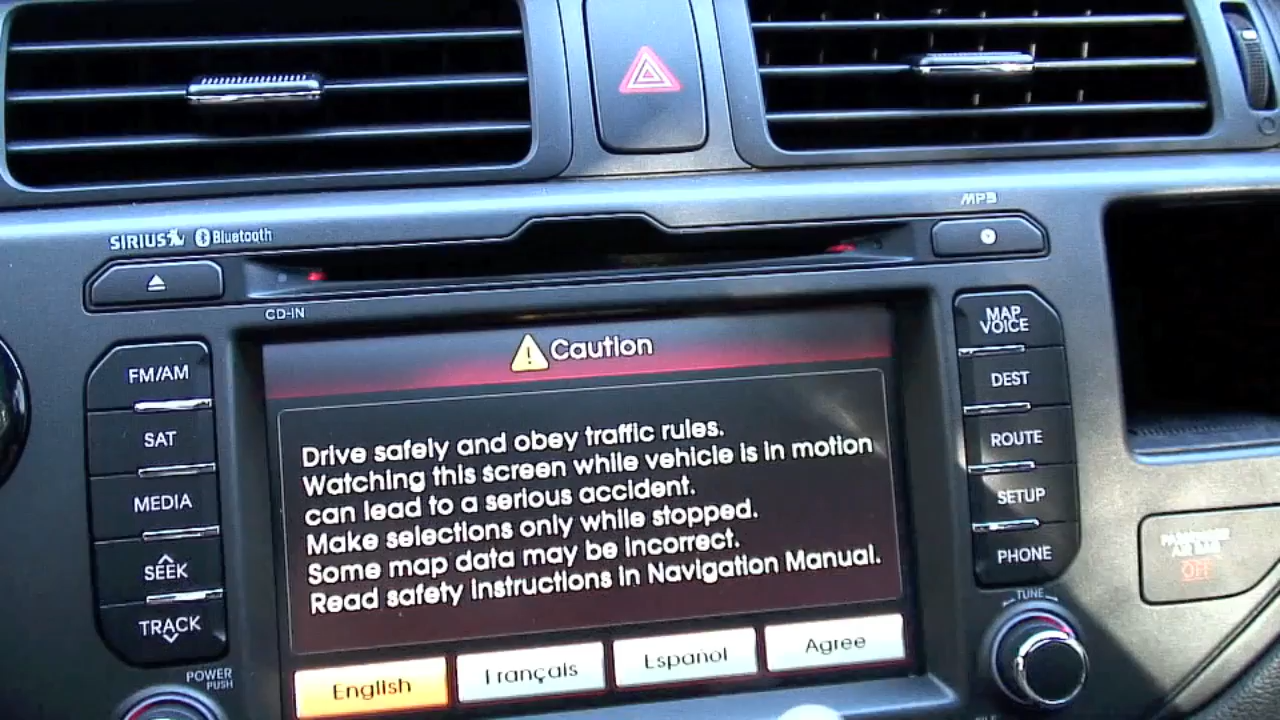 MP3
SIRIUS Bluetooth
CD-IN
MAP
VOICE
FM/AM
DEST
SAT
ROUTE
MEDIA
SETUP
SEEK
PHONE
TRACK
TUNE
POWER
PUSH
Caution
Drive safely and obey traffic rules.
Watching this screen while vehicle is in motion
can lead to a serious accident.
Make selections only while stopped.
Some map data may be incorrect.
Read safety instructions in Navigation Manual.
English
Français
Espanol
Agree
PASSENGER
AIR BAG
OFF